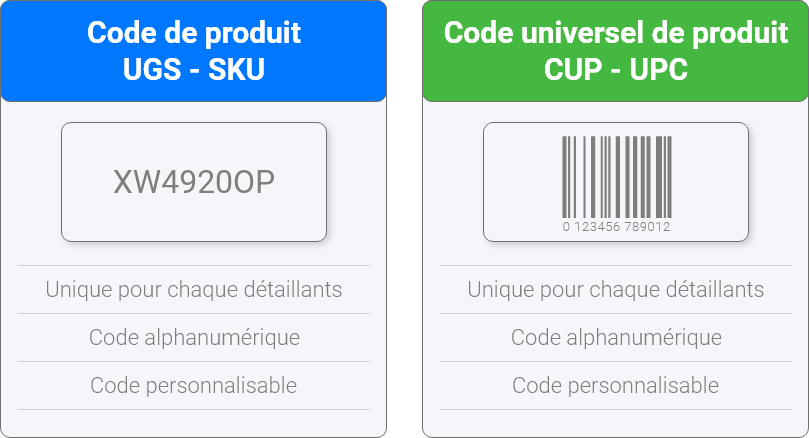 Code de produit
UGS - SKU
XW4920OP
Unique pour chaque détaillants
Code alphanumérique
Code personnalisable
Code universel de produit
CUP - UPC
0 123456 789012
Unique pour chaque détaillants
Code alphanumérique
Code personnalisable